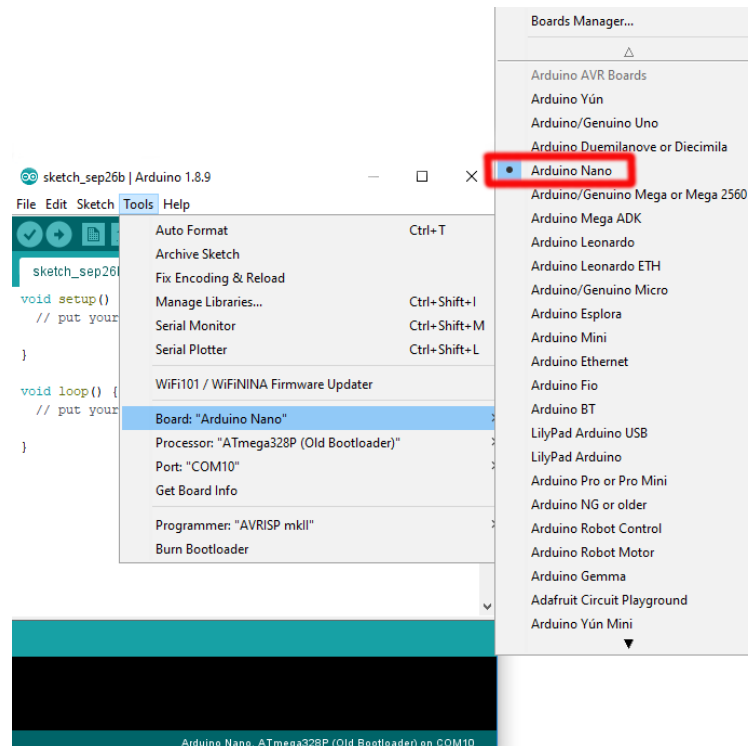 sketch_sep26b | Arduino 1.8.9
File Edit Sketch Tools Help
sketch_sep26
void setup()
// put your
}
void loop() {
// put your
}
Auto Format Ctrl+T
Archive Sketch
Fix Encoding & Reload
Manage Libraries... Ctrl+Shift+I
Serial Monitor Ctrl+Shift+M
Serial Plotter Ctrl+Shift+L
WiFi101 / WiFiNINA Firmware Updater
Board: "Arduino Nano"
Processor: "ATmega328P (Old Bootloader)"
Port: "COM10"
Get Board Info
Programmer: "AVRISP mkII"
Burn Bootloader
Boards Manager...
Arduino AVR Boards
Arduino Yún
Arduino/Genuino Uno
Arduino Duemilanove or Diecimila
Arduino Nano
Arduino/Genuino Mega or Mega 2560
Arduino Mega ADK
Arduino Leonardo
Arduino Leonardo ETH
Arduino/Genuino Micro
Arduino Esplora
Arduino Mini
Arduino Ethernet
Arduino Fio
Arduino BT
LilyPad Arduino USB
LilyPad Arduino
Arduino Pro or Pro Mini
Arduino NG or older
Arduino Robot Control
Arduino Robot Motor
Arduino Gemma
Adafruit Circuit Playground
Arduino Yún Mini
Arduino Nano, ATmega328P (Old Bootloader) on COM10